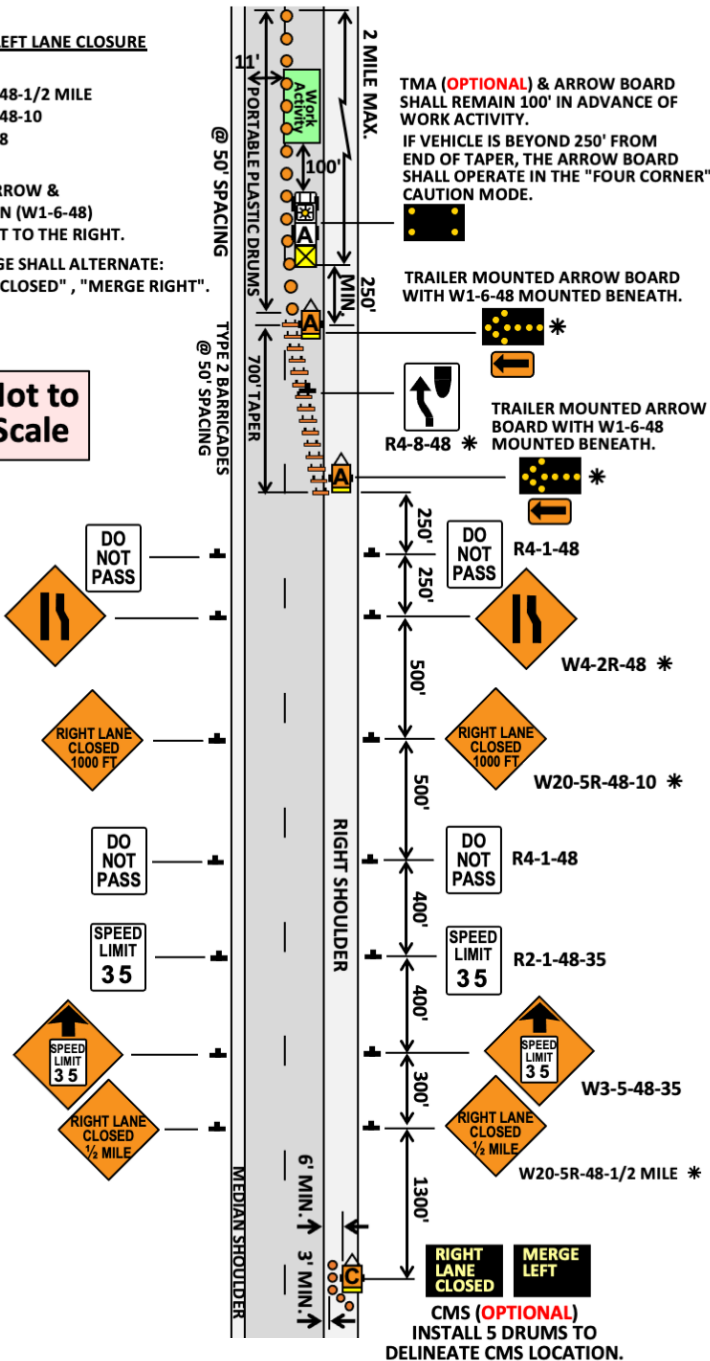 LEFT LANE CLOSURE
48-1/2 MILE
48-10
8
RROW &
N (W1-6-48)
T TO THE RIGHT.
GE SHALL ALTERNATE:
CLOSED" , "MERGE RIGHT".
Not to
Scale
11'
Work
Activity
2 MILE MAX.
PORTABLE PLASTIC DRUMS
@ 50' SPACING
100'
A
250'
MIN
A
TMA (OPTIONAL) & ARROW BOARD
SHALL REMAIN 100' IN ADVANCE OF
WORK ACTIVITY.
IF VEHICLE IS BEYOND 250' FROM
END OF TAPER, THE ARROW BOARD
SHALL OPERATE IN THE "FOUR CORNER"
CAUTION MODE.
TRAILER MOUNTED ARROW BOARD
WITH W1-6-48 MOUNTED BENEATH.
*
TYPE 2 BARRICADES
@ 50' SPACING
700' TAPER
R4-8-48 *
TRAILER MOUNTED ARROW
BOARD WITH W1-6-48
MOUNTED BENEATH.
*
A
250'
DO
NOT
PASS
DO
NOT
PASS
R4-1-48
250'
W4-2R-48 *
500'
RIGHT LANE
CLOSED
1000 FT
RIGHT LANE
CLOSED
1000 FT
W20-5R-48-10 *
500'
DO
NOT
PASS
RIGHT SHOULDER
DO
NOT
PASS
R4-1-48
400'
SPEED
LIMIT
35
SPEED
LIMIT
35
R2-1-48-35
400'
SPEED
LIMIT
35
SPEED
LIMIT
35
W3-5-48-35
300'
RIGHT LANE
CLOSED
½ MILE
RIGHT LANE
CLOSED
½ MILE
W20-5R-48-1/2 MILE *
1300'
MEDIAN SHOULDER
6' MIN.
3' MIN.
C
RIGHT
LANE
CLOSED
MERGE
LEFT
CMS (OPTIONAL)
INSTALL 5 DRUMS TO
DELINEATE CMS LOCATION.